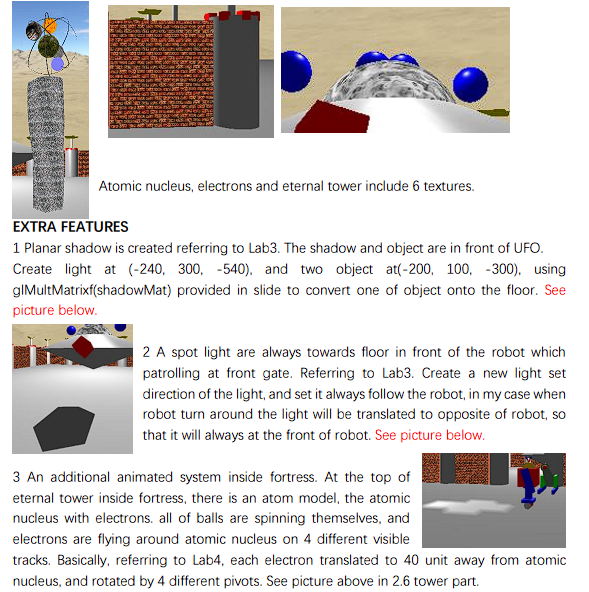 Atomic nucleus, electrons and eternal tower include 6 textures.
EXTRA FEATURES
1 Planar shadow is created referring to Lab3. The shadow and object are in front of UFO.
Create light at (-240, 300, -540), and two object at(-200, 100, -300), using
glMultMatrixf(shadowMat) provided in slide to convert one of object onto the floor. See
picture below.
2 A spot light are always towards floor in front of the robot which
patrolling at front gate. Referring to Lab3. Create a new light set
direction of the light, and set it always follow the robot, in my case when
robot turn around the light will be translated to opposite of robot, so
that it will always at the front of robot. See picture below.
3 An additional animated system inside fortress. At the top of
eternal tower inside fortress, there is an atom model, the atomic
nucleus with electrons. all of balls are spinning themselves, and
electrons are flying around atomic nucleus on 4 different visible
tracks. Basically, referring to Lab4, each electron translated to 40 unit away from atomic
nucleus, and rotated by 4 different pivots. See picture above in 2.6 tower part.